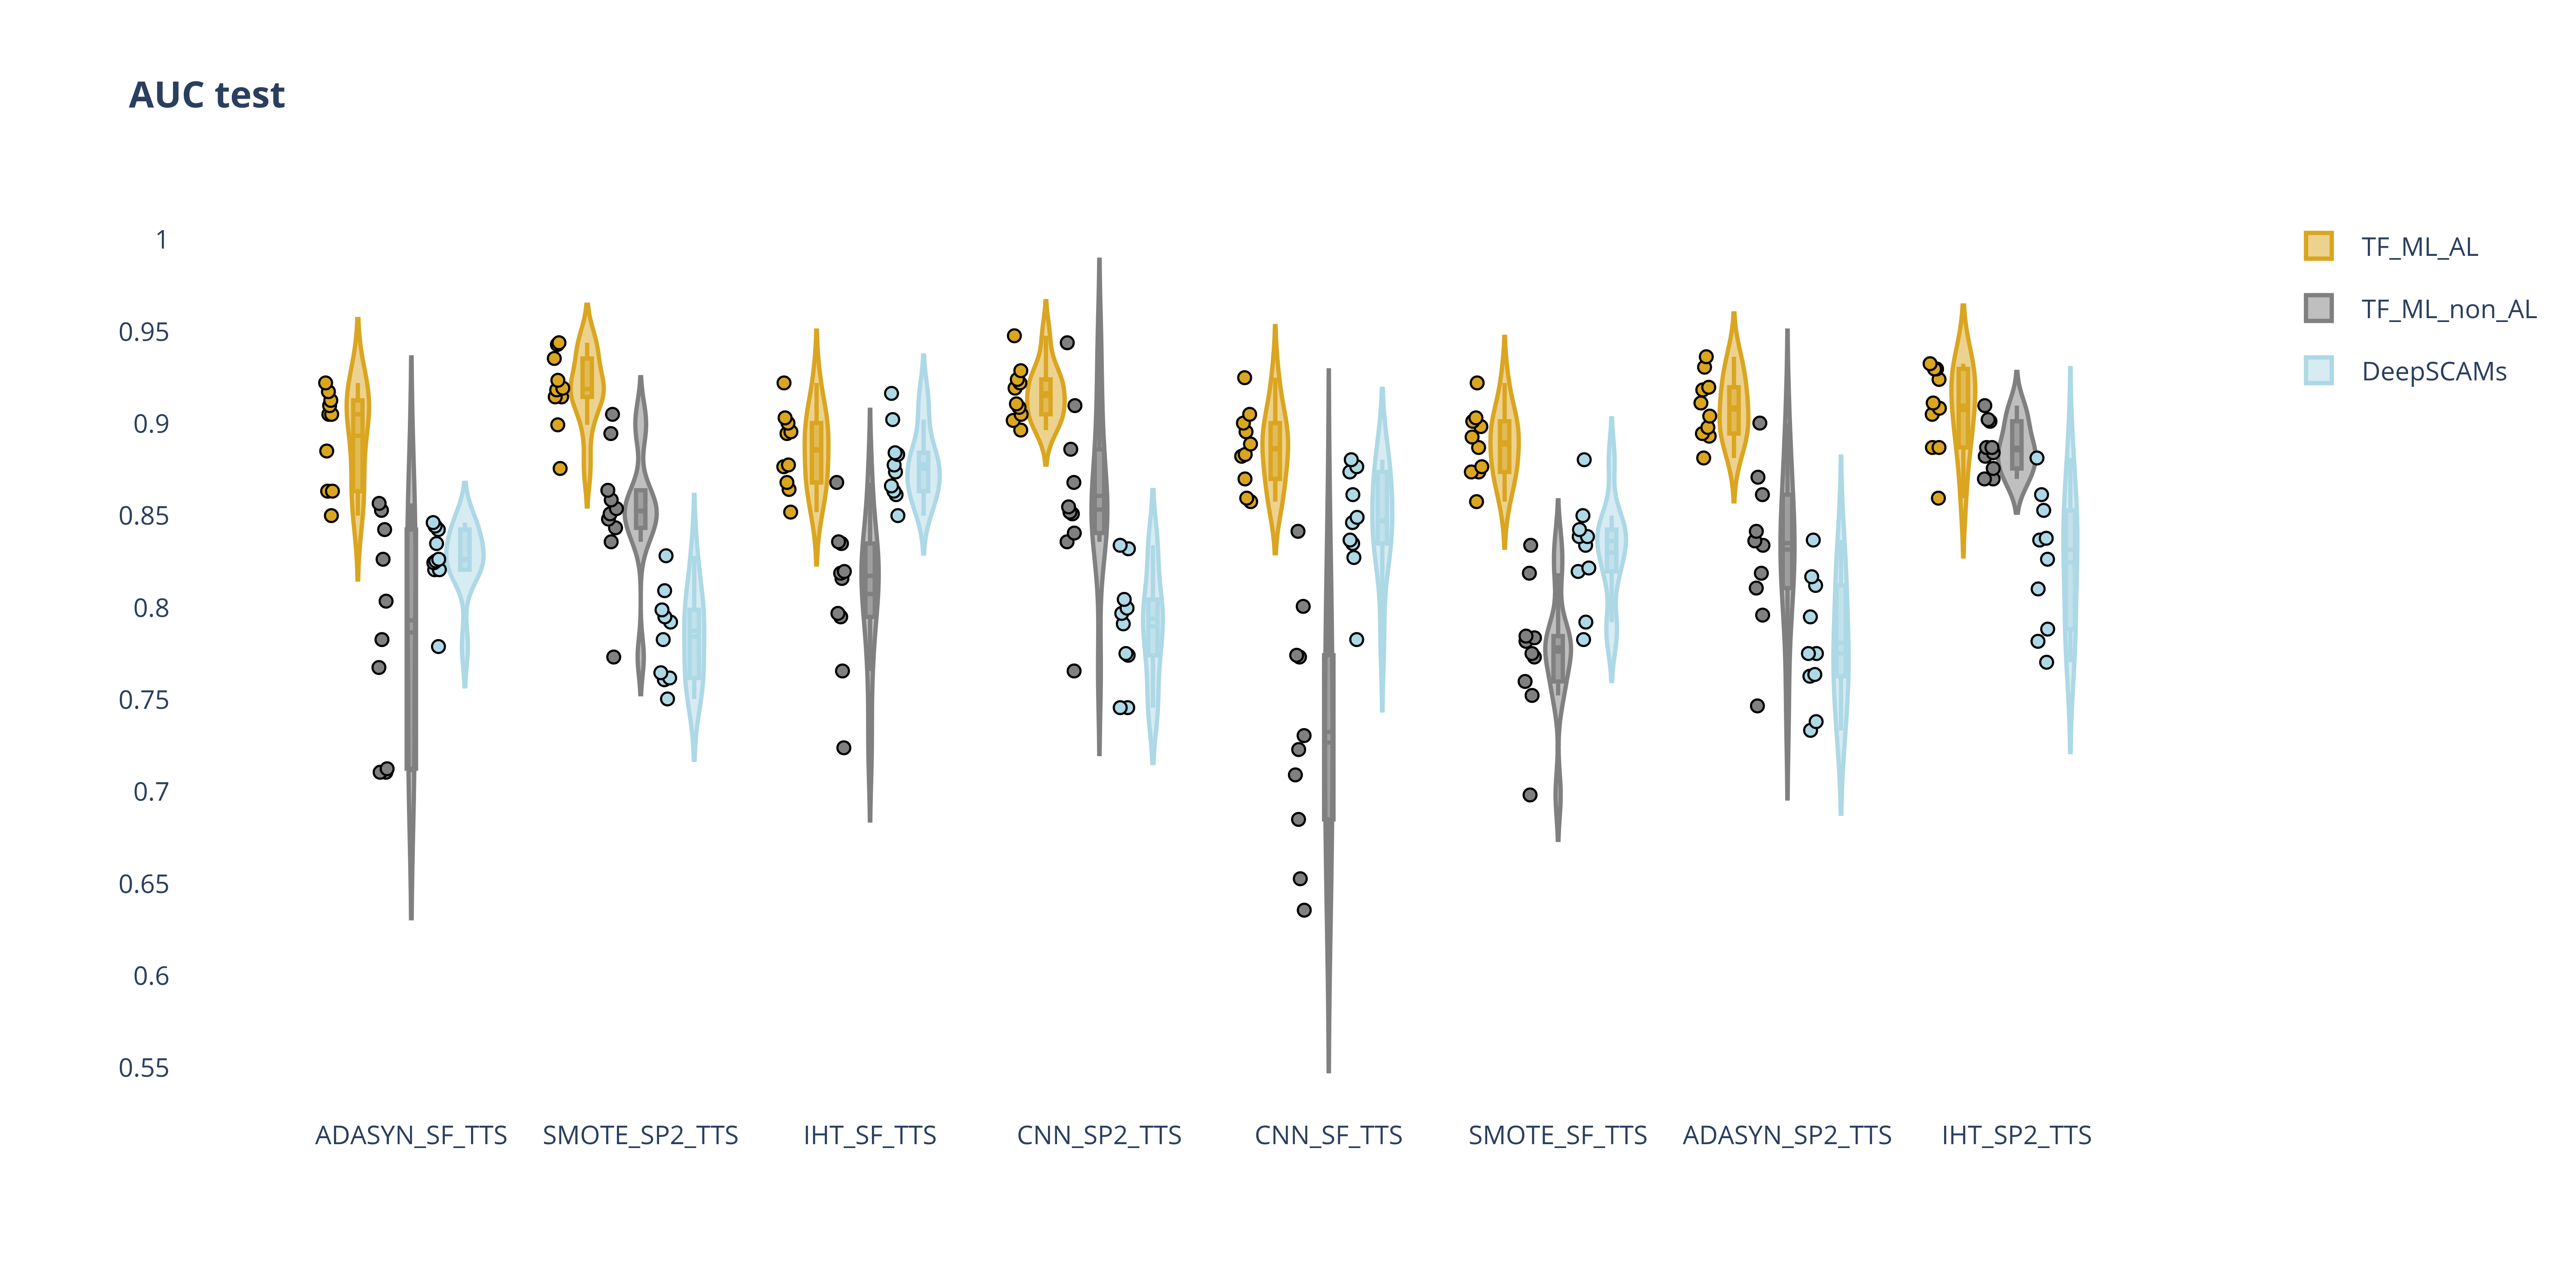 AUC test
1
0.95
0.9
0.85
0.8
0.75
0.7
0.65
0.6
0.55
ADASYN_SF_TTS
SMOTE_SP2_TTS
IHT_SF_TTS
CNN_SP2_TTS
CNN_SF_TTS
SMOTE_SF_TTS
ADASYN_SP2_TTS
IHT_SP2_TTS
TF_ML_AL
TF_ML_non_AL
DeepSCAMs